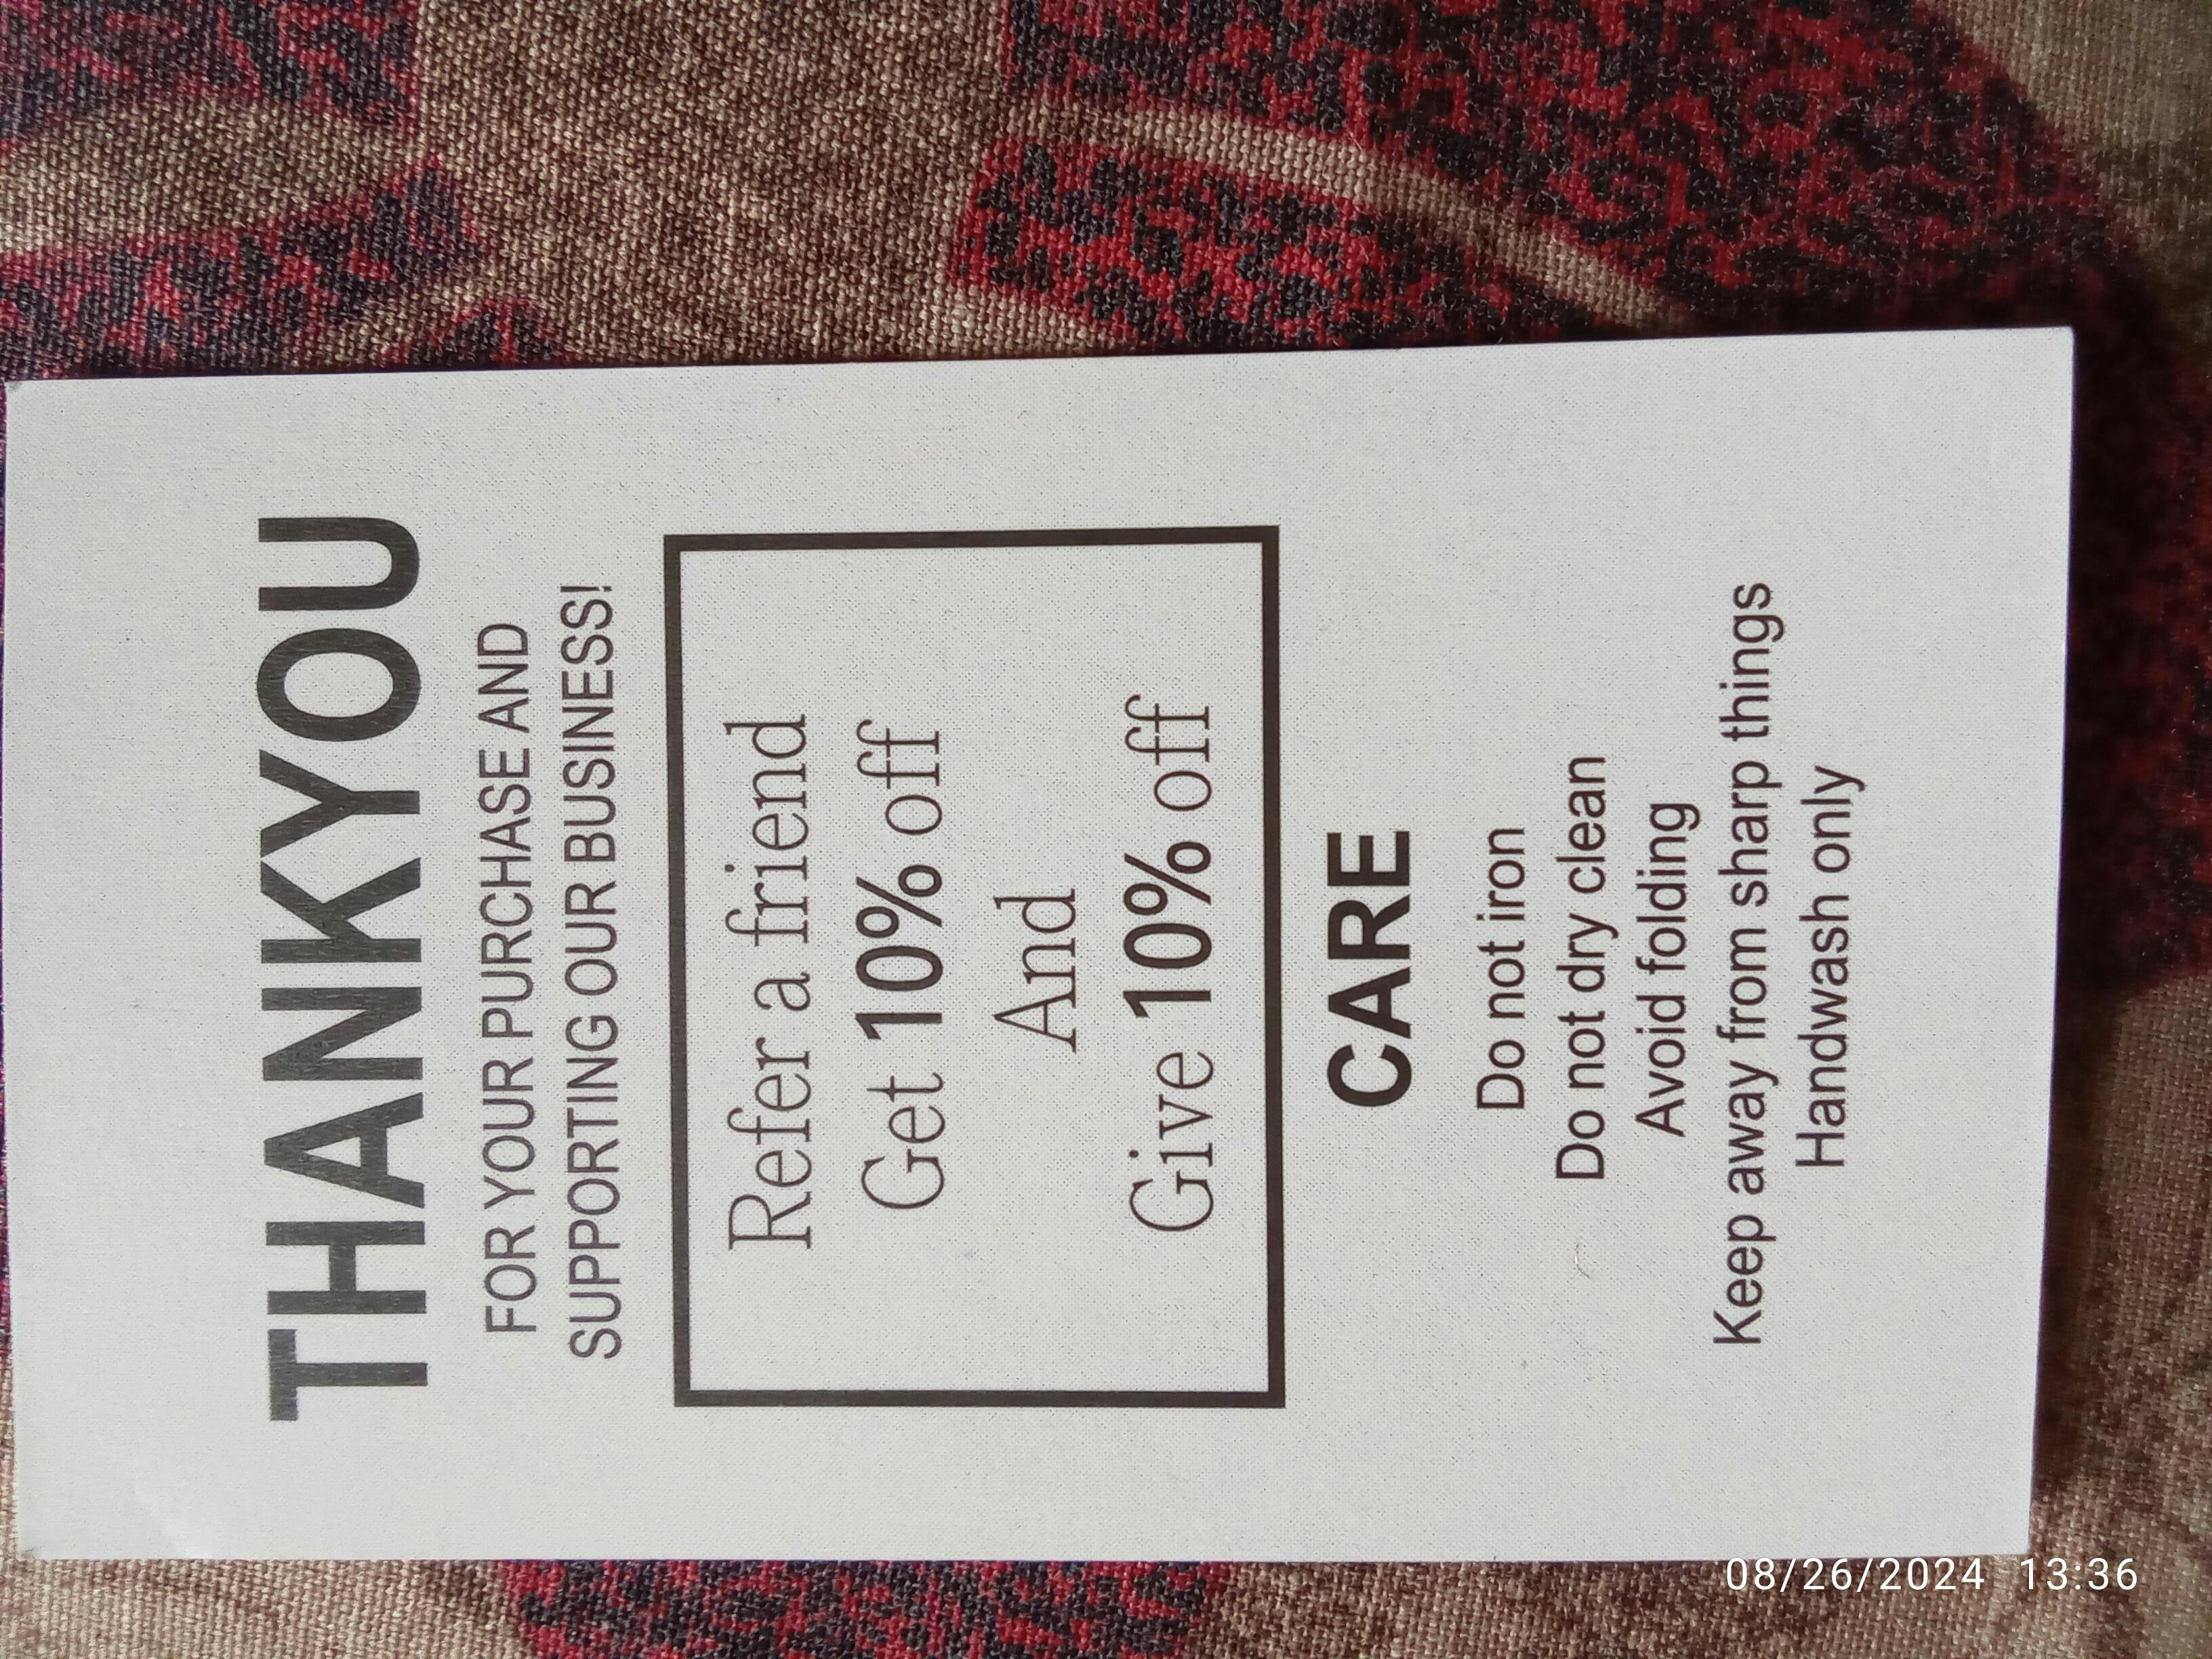 THANKYOU
FOR YOUR PURCHASE AND
SUPPORTING OUR BUSINESS!
Refer a friend
Get 10% off
And
Give 10% off
CARE
Do not iron
Do not dry clean
Avoid folding
Keep away from sharp things
Handwash only
08/26/2024 13:36